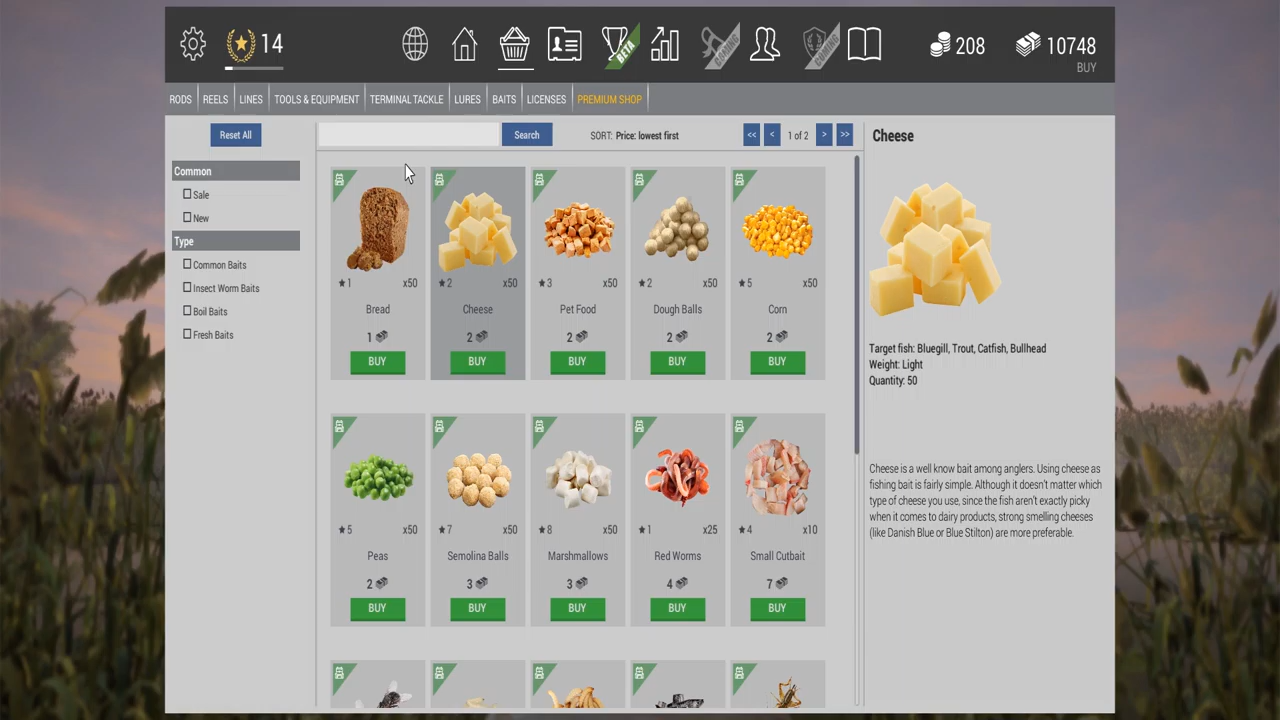 14
BETA
COMING
COMING
208
10748
BUY
RODS
REELS
LINES
TOOLS & EQUIPMENT
TERMINAL TACKLE
LURES
BAITS
LICENSES
PREMIUM SHOP
Reset All
Search
SORT: Price: lowest first
<<
<
1 of 2
>
>>
Common
Sale
New
Type
Common Baits
Insect Worm Baits
Boil Baits
Fresh Baits
★1 x50
Bread
1
BUY
★2 x50
Cheese
2
BUY
★3 x50
Pet Food
2
BUY
★2 x50
Dough Balls
2
BUY
★5 x50
Corn
2
BUY
★5 x50
Peas
2
BUY
★7 x50
Semolina Balls
3
BUY
★8 x50
Marshmallows
3
BUY
★1 x25
Red Worms
4
BUY
★4 x10
Small Cutbait
7
BUY
Cheese
Target fish: Bluegill, Trout, Catfish, Bullhead
Weight: Light
Quantity: 50
Cheese is a well know bait among anglers. Using cheese as
fishing bait is fairly simple. Although it doesn't matter which
type of cheese you use, since the fish aren't exactly picky
when it comes to dairy products, strong smelling cheeses
(like Danish Blue or Blue Stilton) are more preferable.